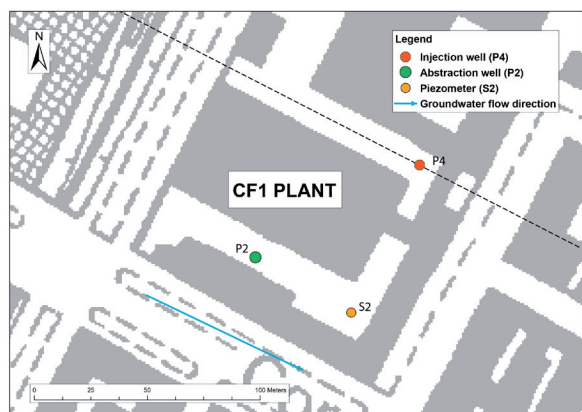 N
Legend
Injection well (P4)
Abstraction well (P2)
Piezometer (S2)
Groundwater flow direction
P4
CF1 PLANT
P2
S2
0 25 50 100 Meters